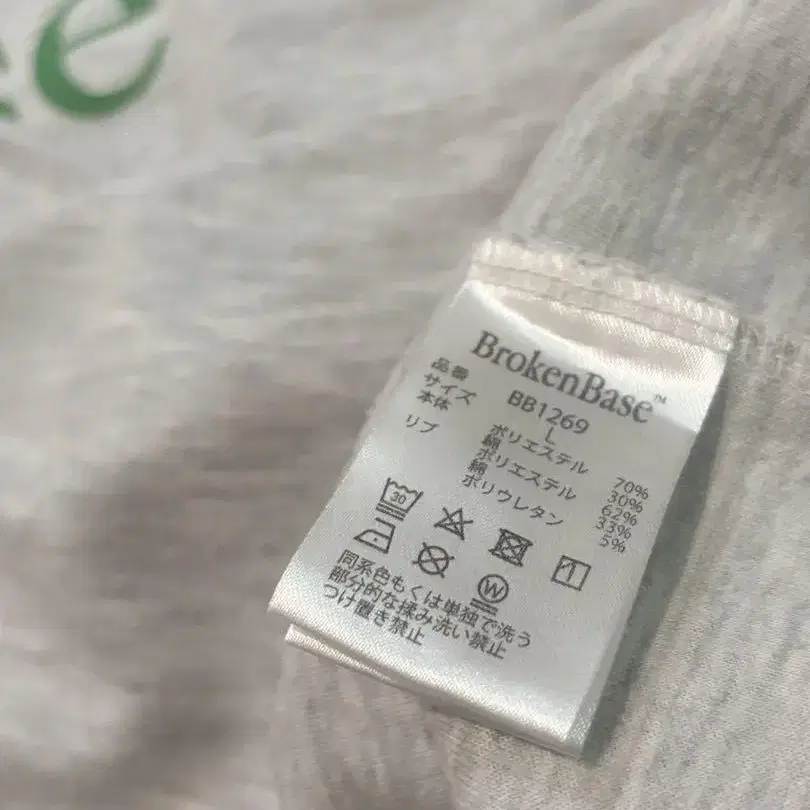 e
BrokenBase™
品番 BB1269
サイズ L
本体 ポリエステル 70%
綿 30%
リブ ポリエステル 62%
綿 33%
ポリウレタン 5%
30
W
同系色もくは単独で洗う
部分的な揉み洗い禁止
つけ置き禁止